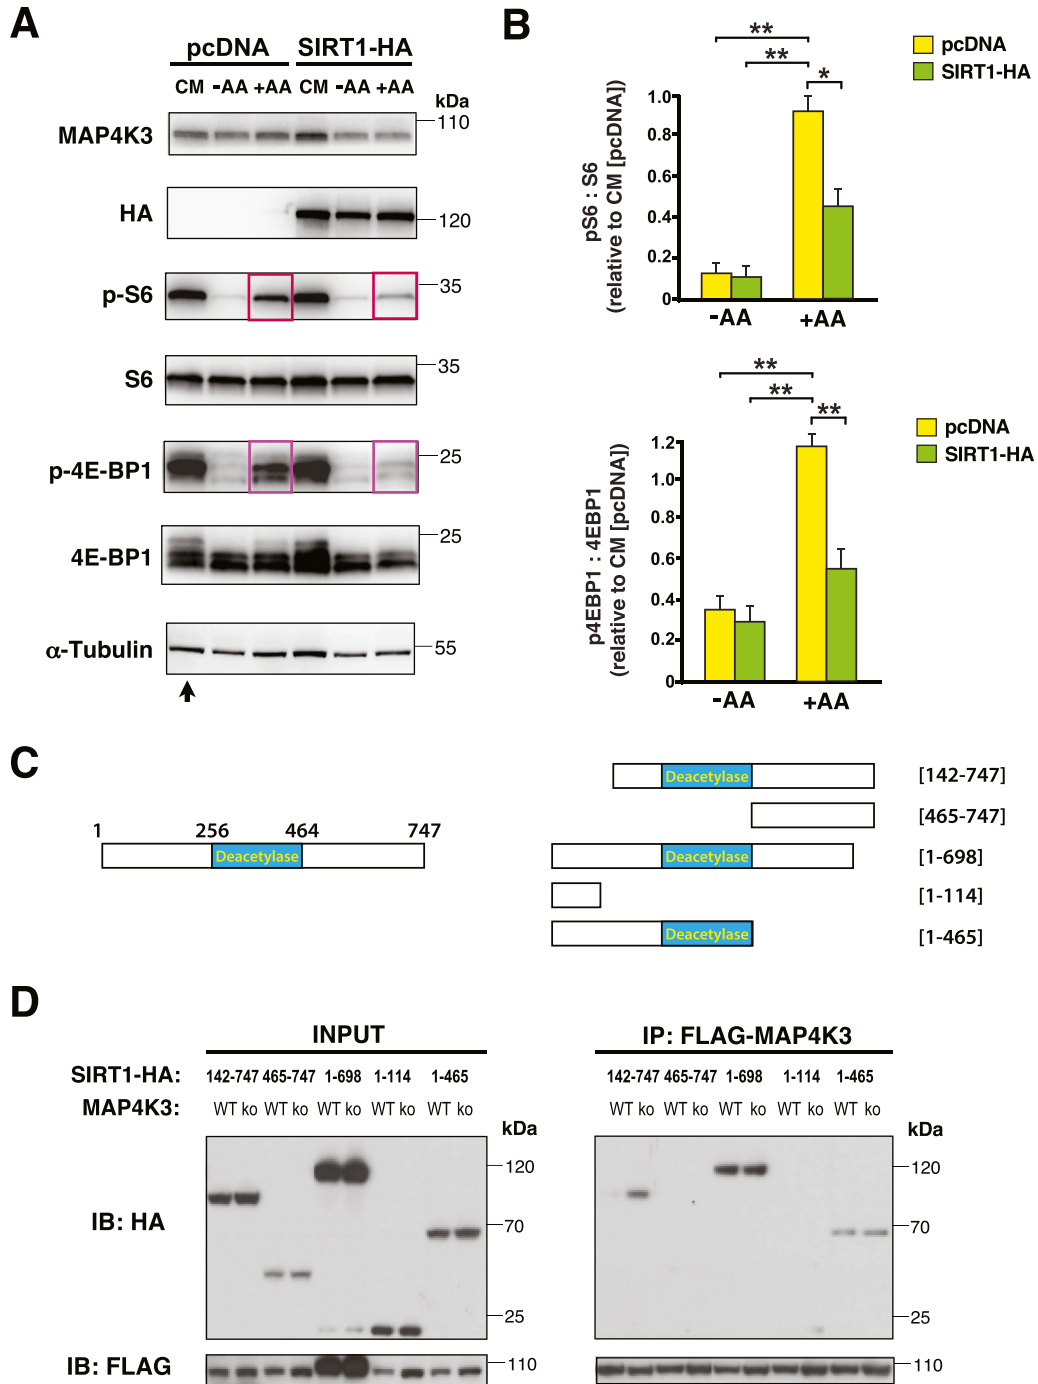 A
pcDNA SIRT1-HA
CM -AA +AA CM -AA +AA
kDa
MAP4K3
110
HA
120
p-S6
35
S6
35
p-4E-BP1
25
4E-BP1
25
α-Tubulin
55
B
** 
**
*
pcDNA
SIRT1-HA
pS6 : S6
(relative to CM [pcDNA])
1.0
0.8
0.6
0.4
0.2
0
-AA +AA
**
**
**
pcDNA
SIRT1-HA
p4EBP1 : 4EBP1
(relative to CM [pcDNA])
1.2
1.0
0.8
0.6
0.4
0.2
0
-AA +AA
C
1 256 464 747
Deacetylase
Deacetylase [142-747]
[465-747]
Deacetylase [1-698]
[1-114]
Deacetylase [1-465]
D
INPUT
SIRT1-HA: 142-747 465-747 1-698 1-114 1-465
MAP4K3: WT ko WT ko WT ko WT ko WT ko
kDa
120
IB: HA
70
25
IB: FLAG
110
IP: FLAG-MAP4K3
142-747 465-747 1-698 1-114 1-465
WT ko WT ko WT ko WT ko WT ko
kDa
120
70
25
110